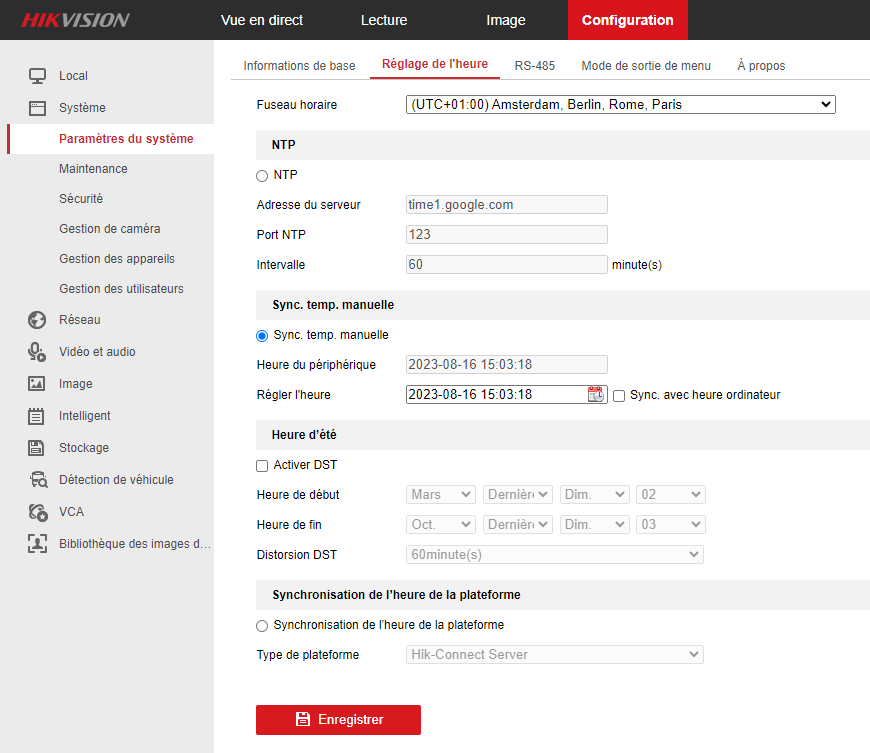 HIKVISION Vue en direct Lecture Image Configuration
Informations de base Réglage de l'heure RS-485 Mode de sortie de menu À propos
Local
Système
Paramètres du système
Maintenance
Sécurité
Gestion de caméra
Gestion des appareils
Gestion des utilisateurs
Réseau
Vidéo et audio
Image
Intelligent
Stockage
Détection de véhicule
VCA
Bibliothèque des images d...
Fuseau horaire (UTC+01:00) Amsterdam, Berlin, Rome, Paris
NTP
NTP
Adresse du serveur time1.google.com
Port NTP 123
Intervalle 60 minute(s)
Sync. temp. manuelle
Sync. temp. manuelle
Heure du périphérique 2023-08-16 15:03:18
Régler l'heure 2023-08-16 15:03:18 Sync. avec heure ordinateur
Heure d’été
Activer DST
Heure de début Mars Dernièr Dim. 02
Heure de fin Oct. Dernièr Dim. 03
Distorsion DST 60minute(s)
Synchronisation de l’heure de la plateforme
Synchronisation de l’heure de la plateforme
Type de plateforme Hik-Connect Server
Enregistrer